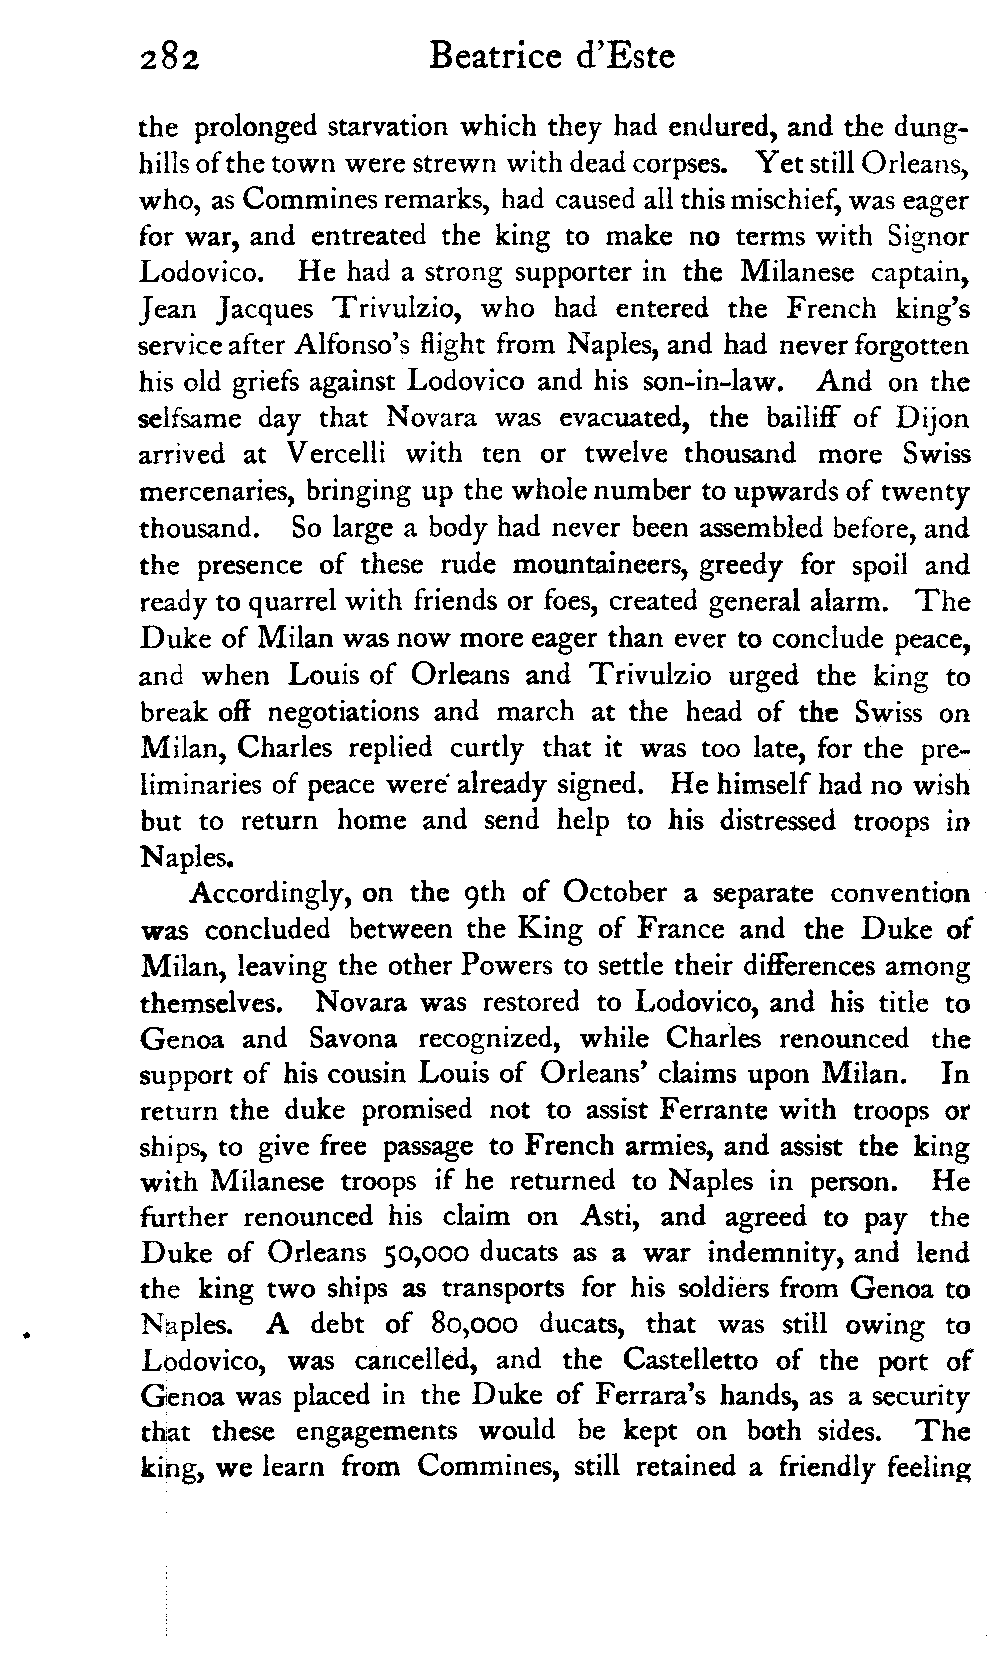 282 Beatrice d'Este
the prolonged starvation which they had endured, and the dung-
hills of the town were strewn with dead corpses. Yet still Orleans,
who, as Commines remarks, had caused all this mischief, was eager
for war, and entreated the king to make no terms with Signor
Lodovico. He had a strong supporter in the Milanese captain,
Jean Jacques Trivulzio, who had entered the French king's
service after Alfonso's flight from Naples, and had never forgotten
his old griefs against Lodovico and his son-in-law. And on the
selfsame day that Novara was evacuated, the bailiff of Dijon
arrived at Vercelli with ten or twelve thousand more Swiss
mercenaries, bringing up the whole number to upwards of twenty
thousand. So large a body had never been assembled before, and
the presence of these rude mountaineers, greedy for spoil and
ready to quarrel with friends or foes, created general alarm. The
Duke of Milan was now more eager than ever to conclude peace,
and when Louis of Orleans and Trivulzio urged the king to
break off negotiations and march at the head of the Swiss on
Milan, Charles replied curtly that it was too late, for the pre-
liminaries of peace were already signed. He himself had no wish
but to return home and send help to his distressed troops in
Naples.
Accordingly, on the 9th of October a separate convention
was concluded between the King of France and the Duke of
Milan, leaving the other Powers to settle their differences among
themselves. Novara was restored to Lodovico, and his title to
Genoa and Savona recognized, while Charles renounced the
support of his cousin Louis of Orleans' claims upon Milan. In
return the duke promised not to assist Ferrante with troops or
ships, to give free passage to French armies, and assist the king
with Milanese troops if he returned to Naples in person. He
further renounced his claim on Asti, and agreed to pay the
Duke of Orleans 50,000 ducats as a war indemnity, and lend
the king two ships as transports for his soldiers from Genoa to
Naples. A debt of 80,000 ducats, that was still owing to
Lodovico, was cancelled, and the Castelletto of the port of
Genoa was placed in the Duke of Ferrara's hands, as a security
that these engagements would be kept on both sides. The
king, we learn from Commines, still retained a friendly feeling